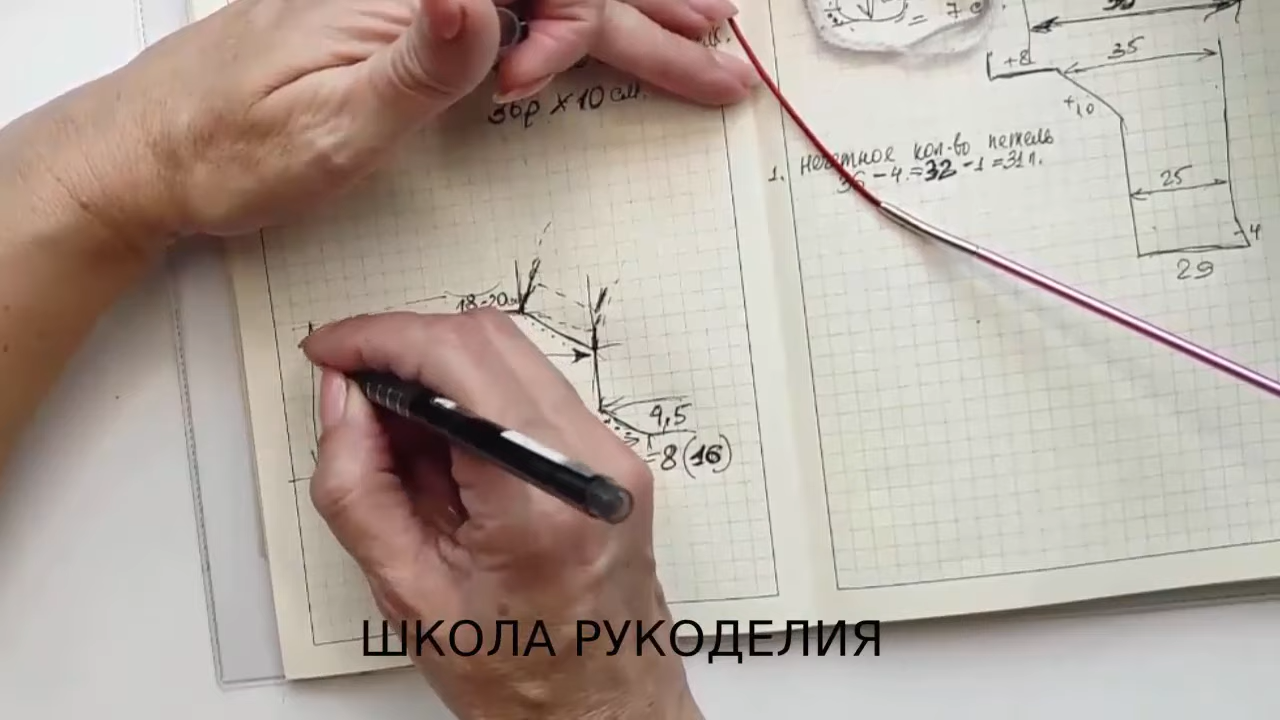 36р. х 10 см.
18-20
9,5
=8(16)
= 7 с
+8
35
+10
1. нечетное кол-во петель
36 - 4 = 32 - 1 = 31 п.
25
4
29
ШКОЛА РУКОДЕЛИЯ